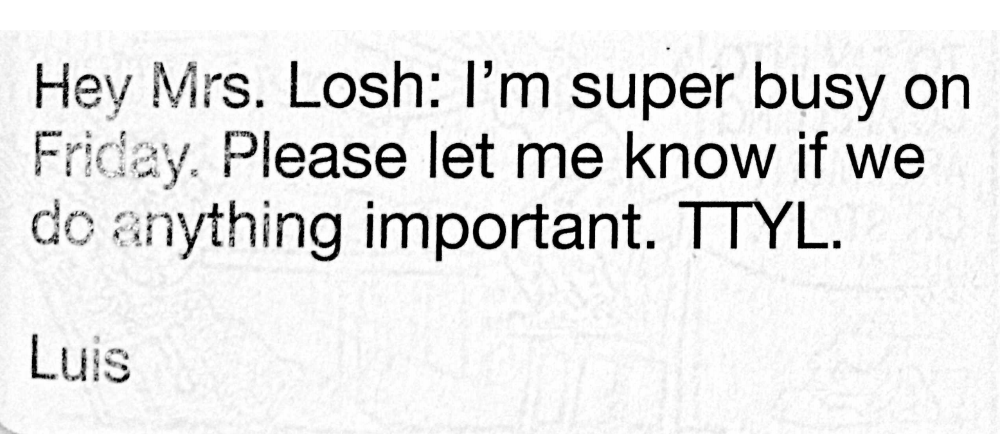 Hey Mrs. Losh: I’m super busy on
Friday. Please let me know if we
do anything important. TTYL.
Luis